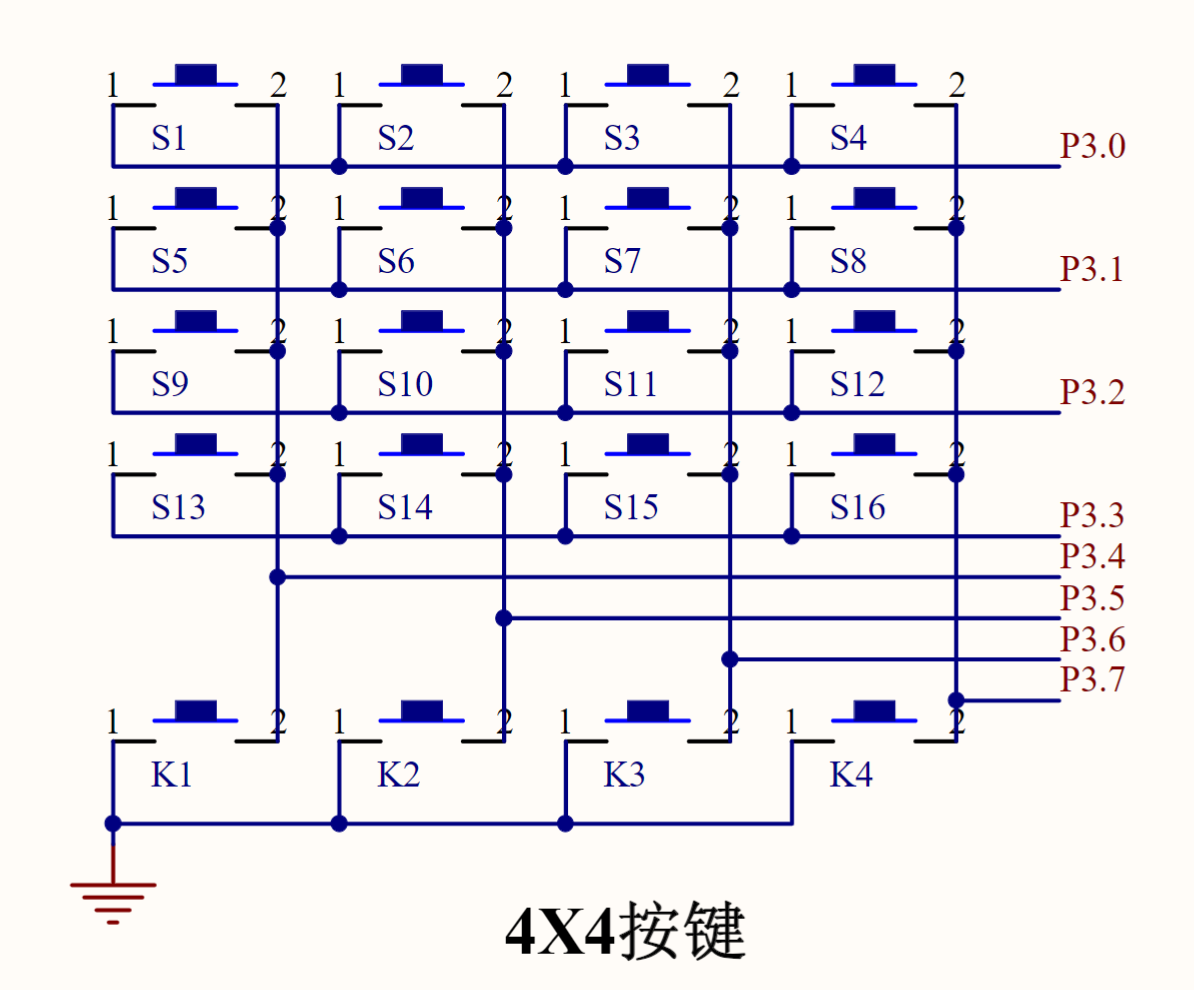 1 2 1 2 1 2 1 2
S1 S2 S3 S4 P3.0
1 2 1 2 1 2 1 2
S5 S6 S7 S8 P3.1
1 2 1 2 1 2 1 2
S9 S10 S11 S12 P3.2
1 2 1 2 1 2 1 2
S13 S14 S15 S16 P3.3
P3.4
P3.5
P3.6
P3.7
1 2 1 2 1 2 1 2
K1 K2 K3 K4
4X4按键